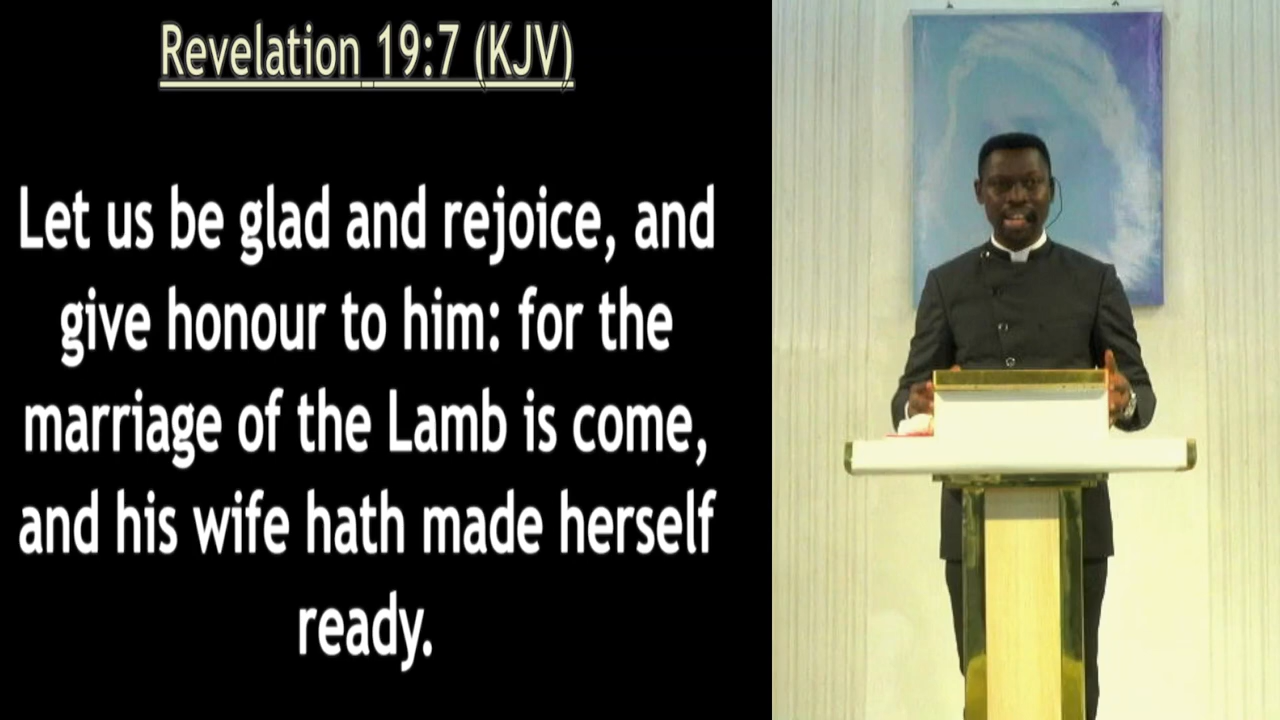 Revelation 19:7 (KJV)
Let us be glad and rejoice, and
give honour to him: for the
marriage of the Lamb is come,
and his wife hath made herself
ready.